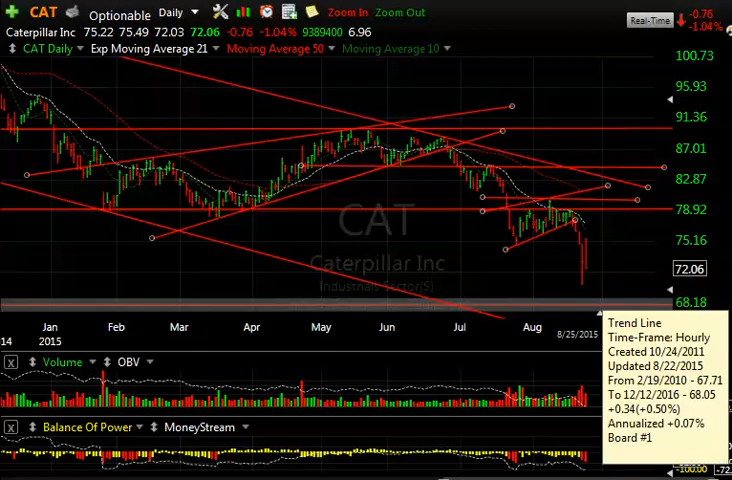 CAT Optionable Daily Zoom In Zoom Out
Real-Time -0.76
-1.04%
Caterpillar Inc 75.22 75.49 72.03 72.06 -0.76 -1.04% 9389400 6.96
CAT Daily Exp Moving Average 21 Moving Average 50 Moving Average 10
100.73
95.93
91.36
87.01
82.87
78.92
75.16
72.06
68.18
CAT
Caterpillar Inc
Industrials Sector(S)
14 Jan Feb Mar Apr May Jun Jul Aug
2015 8/25/2015
X Volume OBV
X Balance Of Power MoneyStream
Trend Line
Time-Frame: Hourly
Created 10/24/2011
Updated 8/22/2015
From 2/19/2010 - 67.71
To 12/12/2016 - 68.05
+0.34(+0.50%)
Annualized +0.07%
Board #1
-100.00 -72.